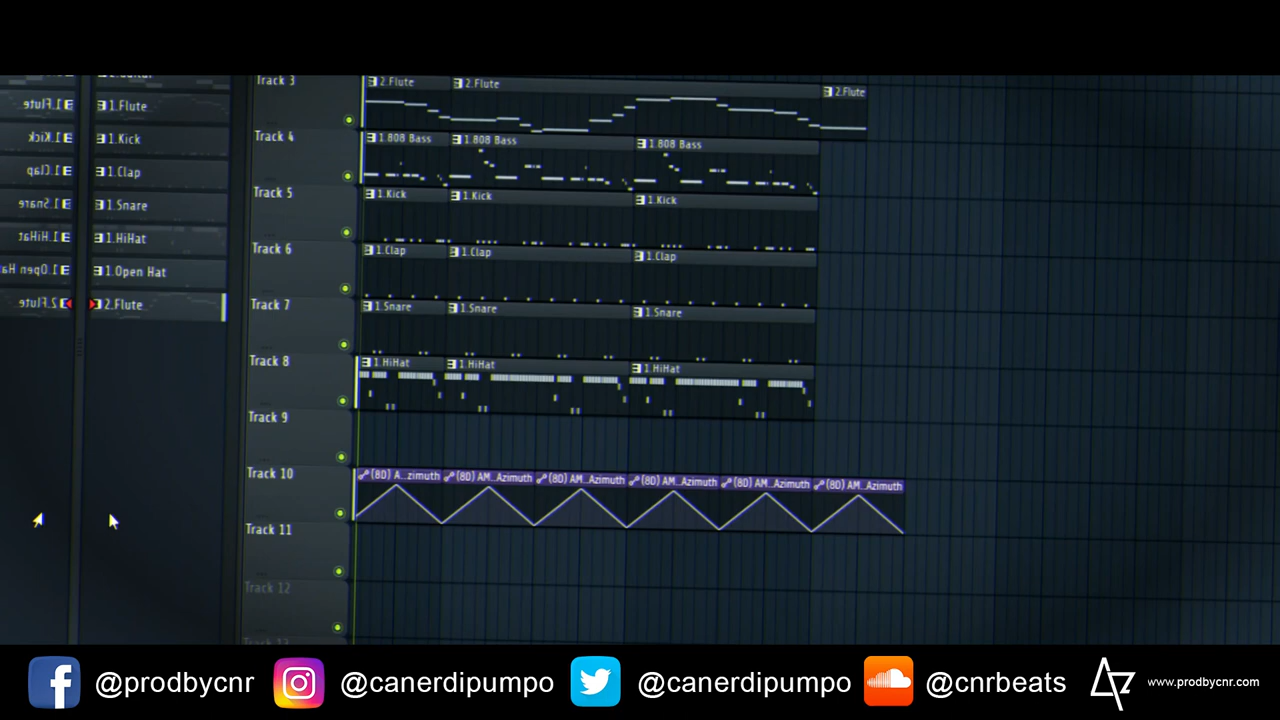 Track 3
2.Flute
2.Flute
2.Flute
1.Flute
1.Flute
Track 4
1.808 Bass
1.808 Bass
1.808 Bass
1.Kick
1.Kick
1.Clap
1.Clap
Track 5
1.Kick
1.Kick
1.Kick
1.Snare
1.Snare
1.HiHat
1.HiHat
Track 6
1.Clap
1.Clap
1.Clap
1.Open Hat
1.Open Hat
2.Flute
2.Flute
Track 7
1.Snare
1.Snare
1.Snare
Track 8
1.HiHat
1.HiHat
1.HiHat
Track 9
Track 10
(8D) A..zimuth
(8D) AM..Azimuth
(8D) AM..Azimuth
(8D) AM..Azimuth
(8D) AM..Azimuth
(8D) AM..Azimuth
Track 11
Track 12
@prodbycnr
@canerdipumpo
@canerdipumpo
@cnrbeats
www.prodbycnr.com